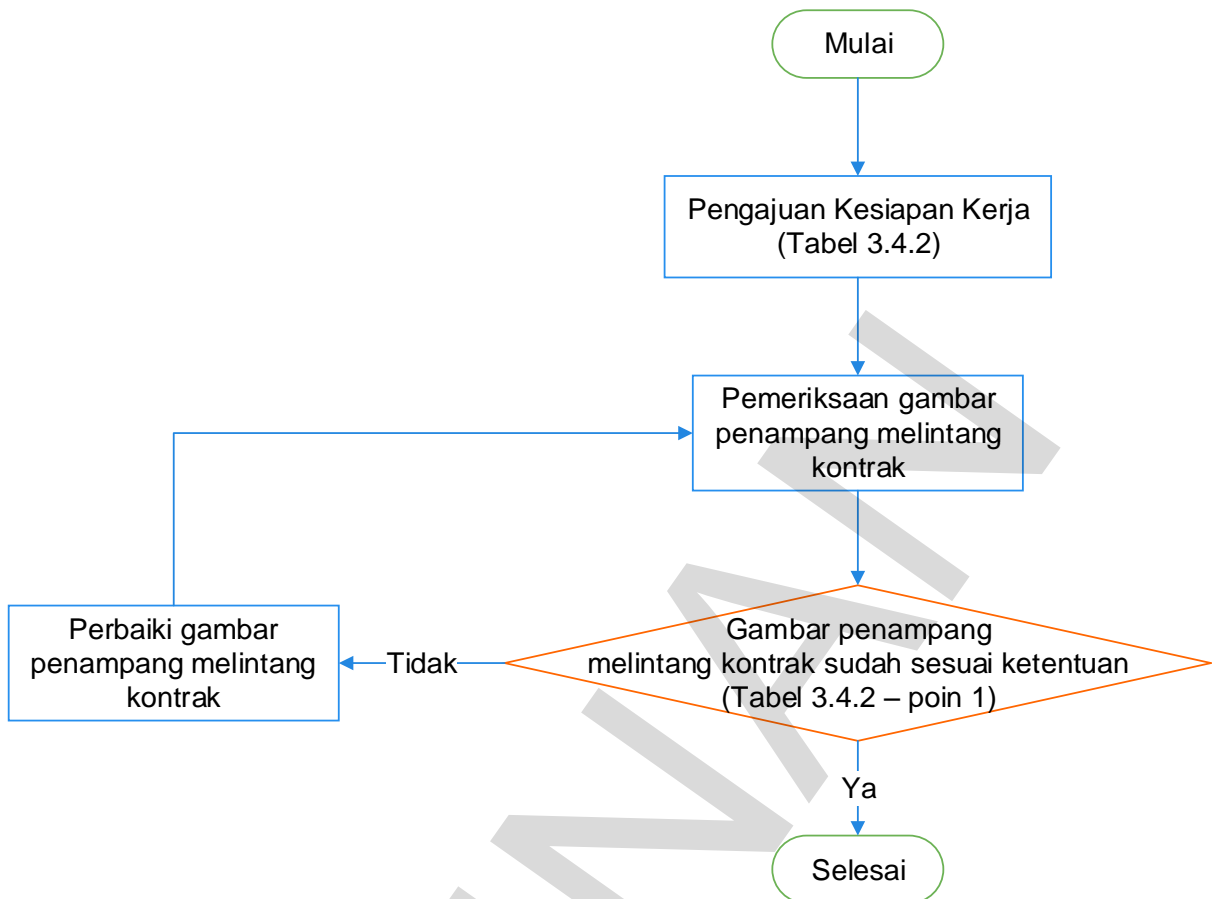 Mulai
Pengajuan Kesiapan Kerja
(Tabel 3.4.2)
Pemeriksaan gambar
penampang melintang
kontrak
Gambar penampang
melintang kontrak sudah sesuai ketentuan
(Tabel 3.4.2 – poin 1)
Tidak
Perbaiki gambar
penampang melintang
kontrak
Ya
Selesai